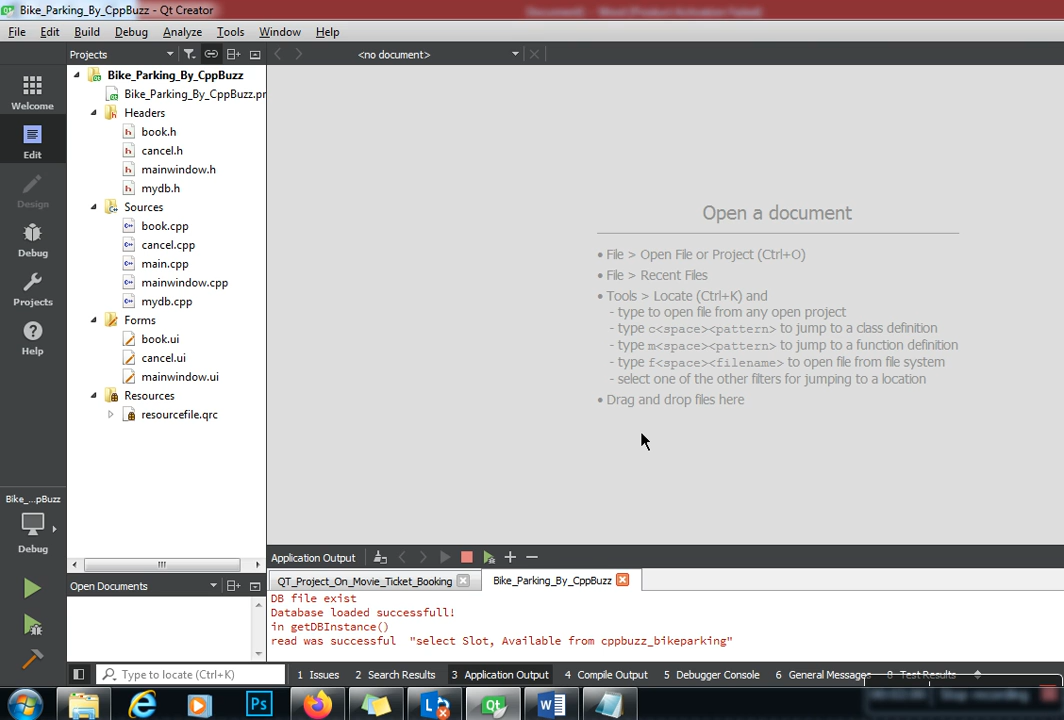 Bike_Parking_By_CppBuzz - Qt Creator
File Edit Build Debug Analyze Tools Window Help
Projects
<no document>
Welcome
Edit
Design
Debug
Projects
Help
Bike_Parking_By_CppBuzz
Bike_Parking_By_CppBuzz.pr
Headers
book.h
cancel.h
mainwindow.h
mydb.h
Sources
book.cpp
cancel.cpp
main.cpp
mainwindow.cpp
mydb.cpp
Forms
book.ui
cancel.ui
mainwindow.ui
Resources
resourcefile.qrc
Open a document
• File > Open File or Project (Ctrl+O)
• File > Recent Files
• Tools > Locate (Ctrl+K) and
- type to open file from any open project
- type c<space><pattern> to jump to a class definition
- type m<space><pattern> to jump to a function definition
- type f<space><filename> to open file from file system
- select one of the other filters for jumping to a location
• Drag and drop files here
Bike_...pBuzz
Debug
Open Documents
Application Output
QT_Project_On_Movie_Ticket_Booking
Bike_Parking_By_CppBuzz
DB file exist
Database loaded successfull!
in getDBInstance()
read was successful "select Slot, Available from cppbuzz_bikeparking"
Type to locate (Ctrl+K)
1 Issues 2 Search Results 3 Application Output 4 Compile Output 5 Debugger Console 6 General Messages 8 Test Results
Ps
Stop recording